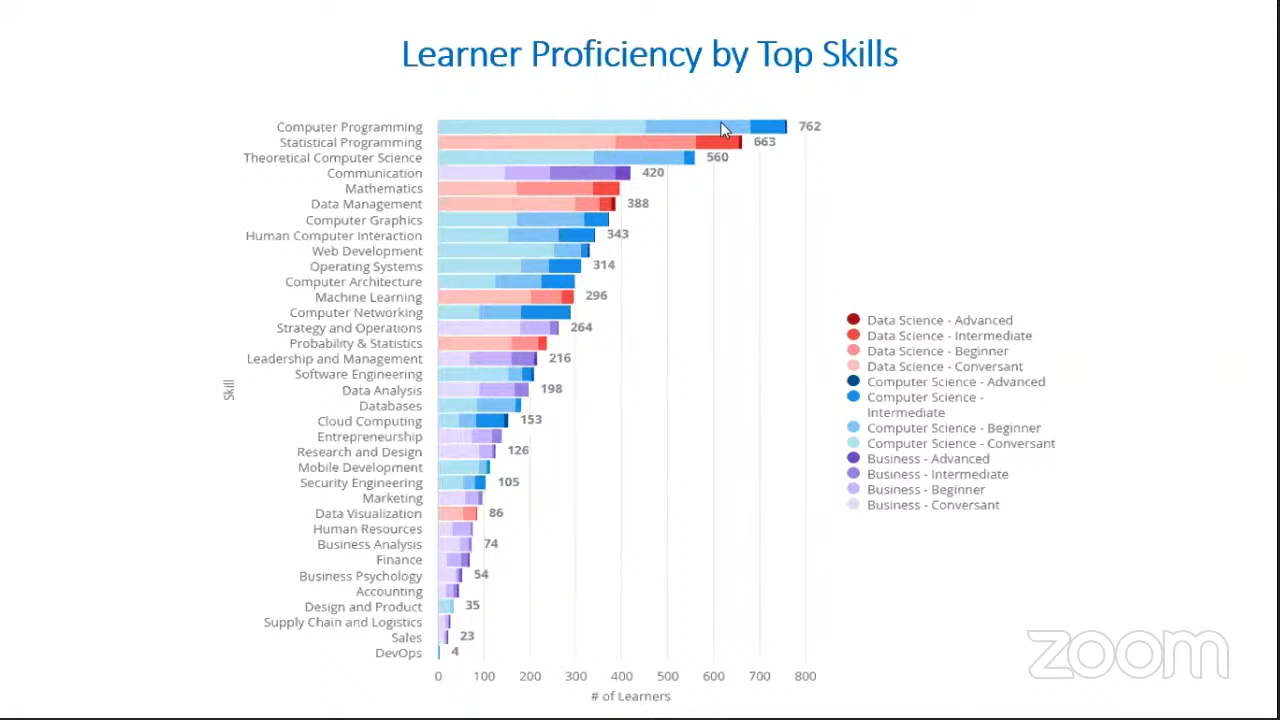 Learner Proficiency by Top Skills
Computer Programming 762
Statistical Programming 663
Theoretical Computer Science 560
Communication 420
Mathematics
Data Management 388
Computer Graphics
Human Computer Interaction 343
Web Development
Operating Systems 314
Computer Architecture
Machine Learning 296
Computer Networking
Strategy and Operations 264
Probability & Statistics
Leadership and Management 216
Software Engineering
Data Analysis 198
Databases
Cloud Computing 153
Entrepreneurship
Research and Design 126
Mobile Development
Security Engineering 105
Marketing
Data Visualization 86
Human Resources
Business Analysis 74
Finance
Business Psychology 54
Accounting
Design and Product 35
Supply Chain and Logistics
Sales 23
DevOps 4
Skill
0 100 200 300 400 500 600 700 800
# of Learners
Data Science - Advanced
Data Science - Intermediate
Data Science - Beginner
Data Science - Conversant
Computer Science - Advanced
Computer Science -
Intermediate
Computer Science - Beginner
Computer Science - Conversant
Business - Advanced
Business - Intermediate
Business - Beginner
Business - Conversant
zoom